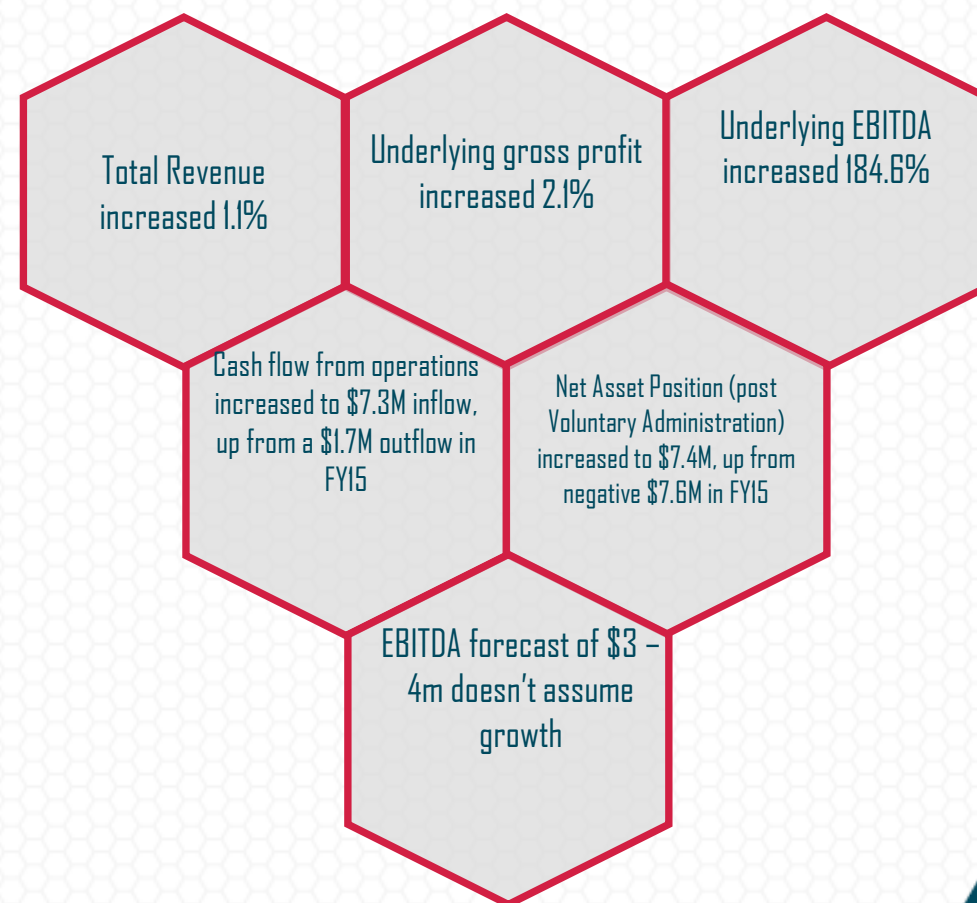 Total Revenue
increased 1.1%
Underlying gross profit
increased 2.1%
Underlying EBITDA
increased 184.6%
Cash flow from operations
increased to $7.3M inflow,
up from a $1.7M outflow in
FY15
Net Asset Position (post
Voluntary Administration)
increased to $7.4M, up from
negative $7.6M in FY15
EBITDA forecast of $3 –
4m doesn't assume
growth